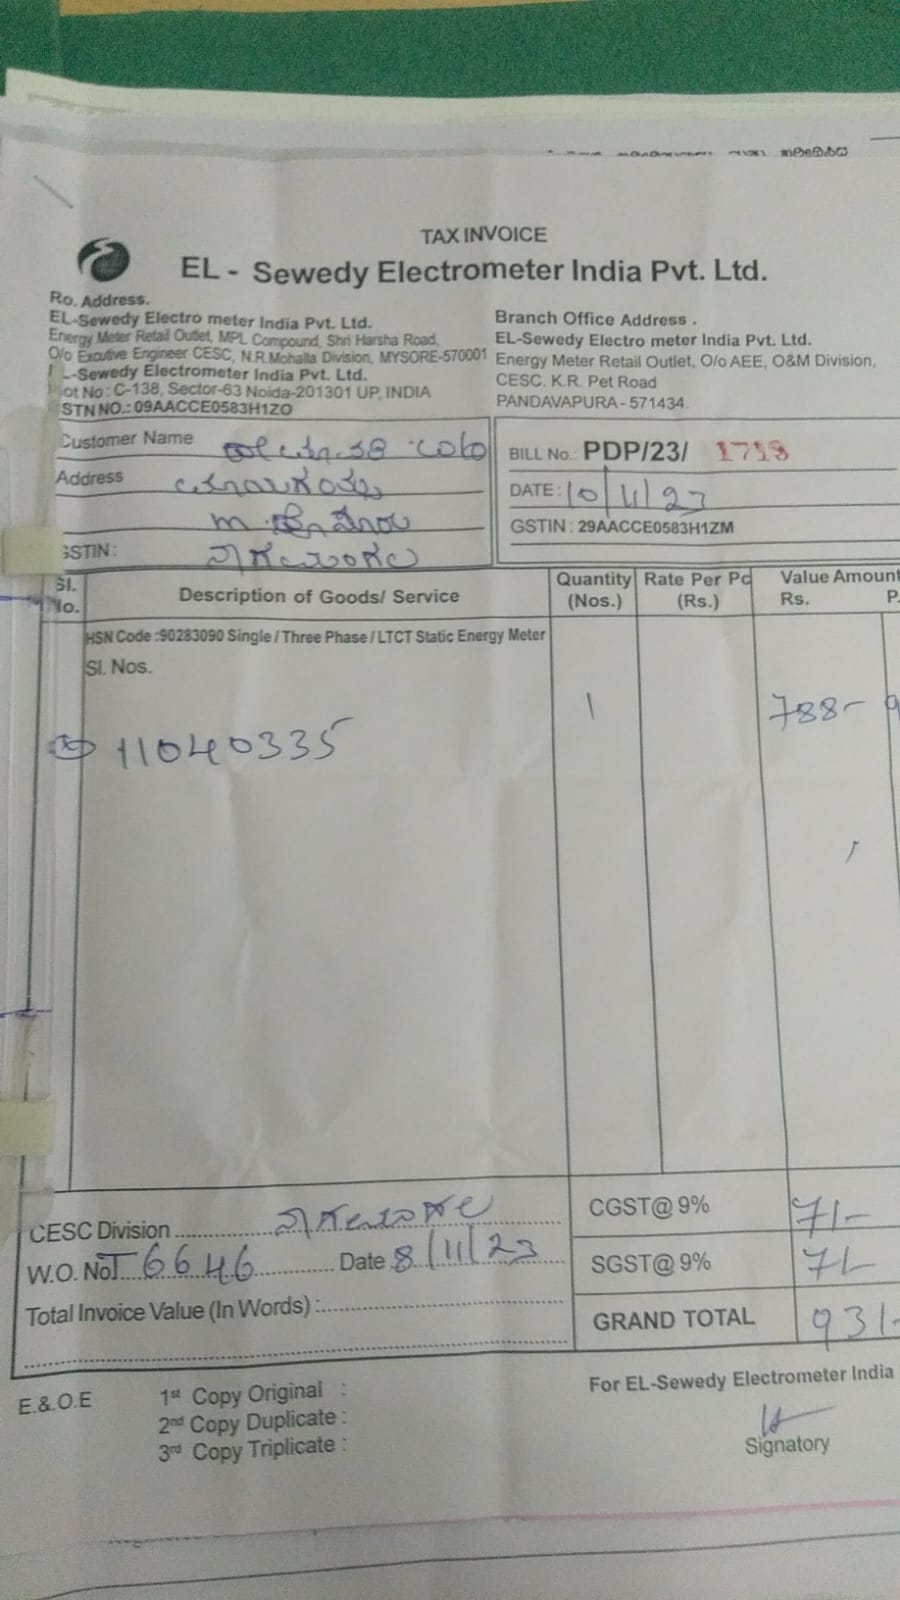 TAX INVOICE
EL - Sewedy Electrometer India Pvt. Ltd.
Ro. Address.
EL-Sewedy Electro meter India Pvt. Ltd.
Energy Meter Retail Outlet, MPL Compound, Shri Harsha Road,
O/o Excutive Engineer CESC, N.R.Mohalla Division, MYSORE-570001
L-Sewedy Electrometer India Pvt. Ltd.
ot No : C-138, Sector-63 Noida-201301 UP, INDIA
STN NO.: 09AACCE0583H1ZO
Branch Office Address .
EL-Sewedy Electro meter India Pvt. Ltd.
Energy Meter Retail Outlet, O/o AEE, O&M Division,
CESC. K.R. Pet Road
PANDAVAPURA - 571434.
Customer Name
Address
GSTIN :
BILL No.: PDP/23/ 1718
DATE : 10/11/23
GSTIN : 29AACCE0583H1ZM
Sl. No. Description of Goods/ Service Quantity (Nos.) Rate Per Pc (Rs.) Value Amount Rs. P.
HSN Code :90283090 Single / Three Phase / LTCT Static Energy Meter
Sl. Nos.
11040335 1 788-
CESC Division
W.O. No. T 6646 Date 8/11/23
Total Invoice Value (In Words) :
CGST@ 9% 71-
SGST@ 9% 71-
GRAND TOTAL 931-
E.& .O.E
1st Copy Original :
2nd Copy Duplicate :
3rd Copy Triplicate :
For EL-Sewedy Electrometer India
Signatory